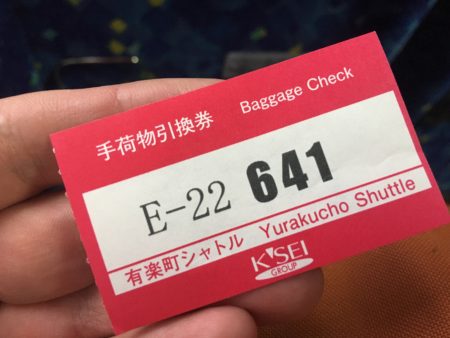 手荷物引換券 Baggage Check
E-22 641
有楽町シャトル Yurakucho Shuttle
K'SEI
GROUP